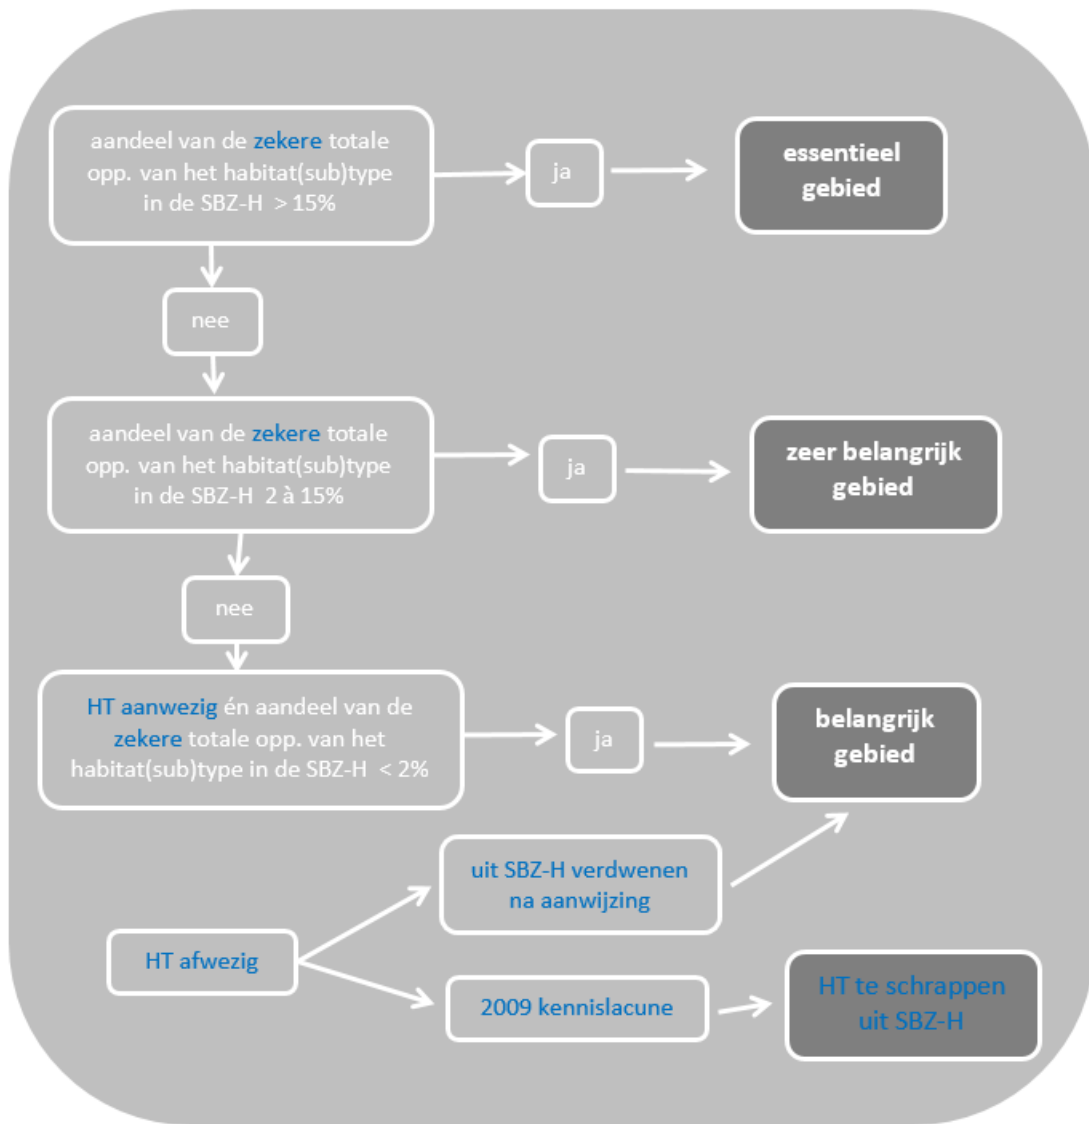 aandeel van de zekere totale
opp. van het habitat(sub)type
in de SBZ-H > 15%
ja
essentieel
gebied
nee
aandeel van de zekere totale
opp. van het habitat(sub)type
in de SBZ-H 2 à 15%
ja
zeer belangrijk
gebied
nee
HT aanwezig én aandeel van de
zekere totale opp. van het
habitat(sub)type in de SBZ-H < 2%
ja
belangrijk
gebied
uit SBZ-H verdwenen
na aanwijzing
HT afwezig
2009 kennislacune
HT te schrappen
uit SBZ-H